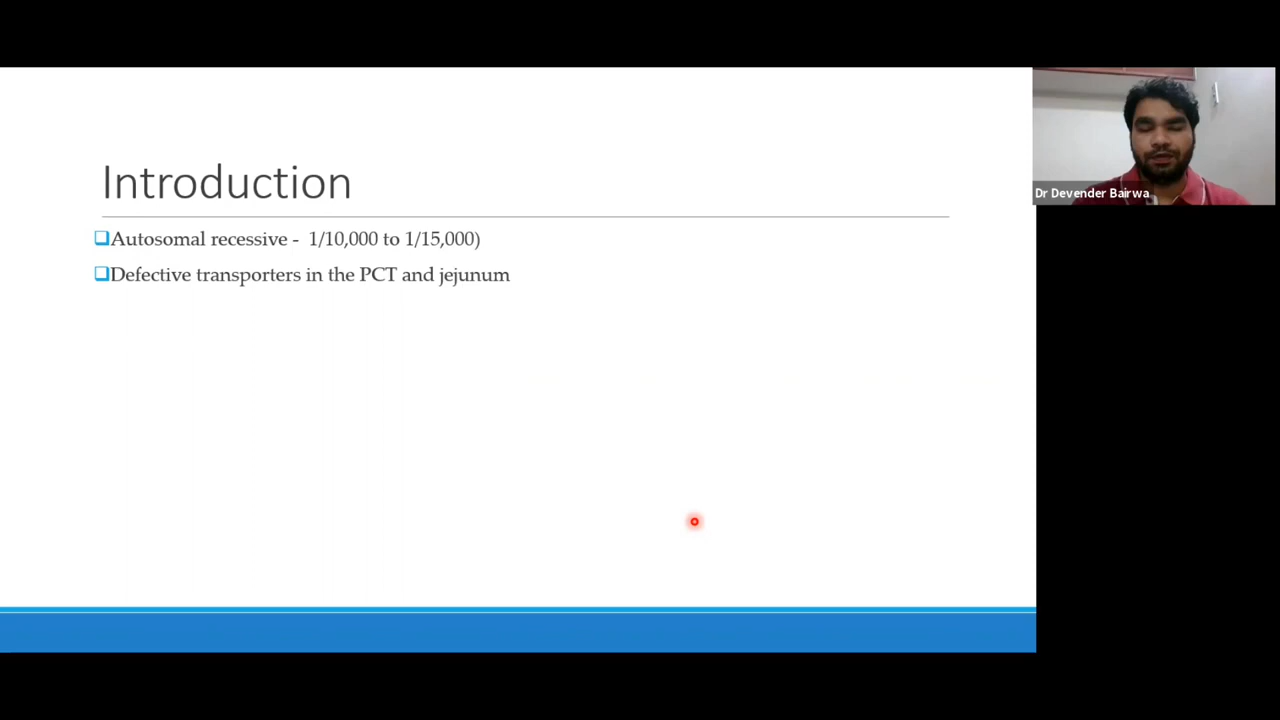 Introduction
Autosomal recessive -  1/10,000 to 1/15,000)
Defective transporters in the PCT and jejunum
Dr Devender Bairwa